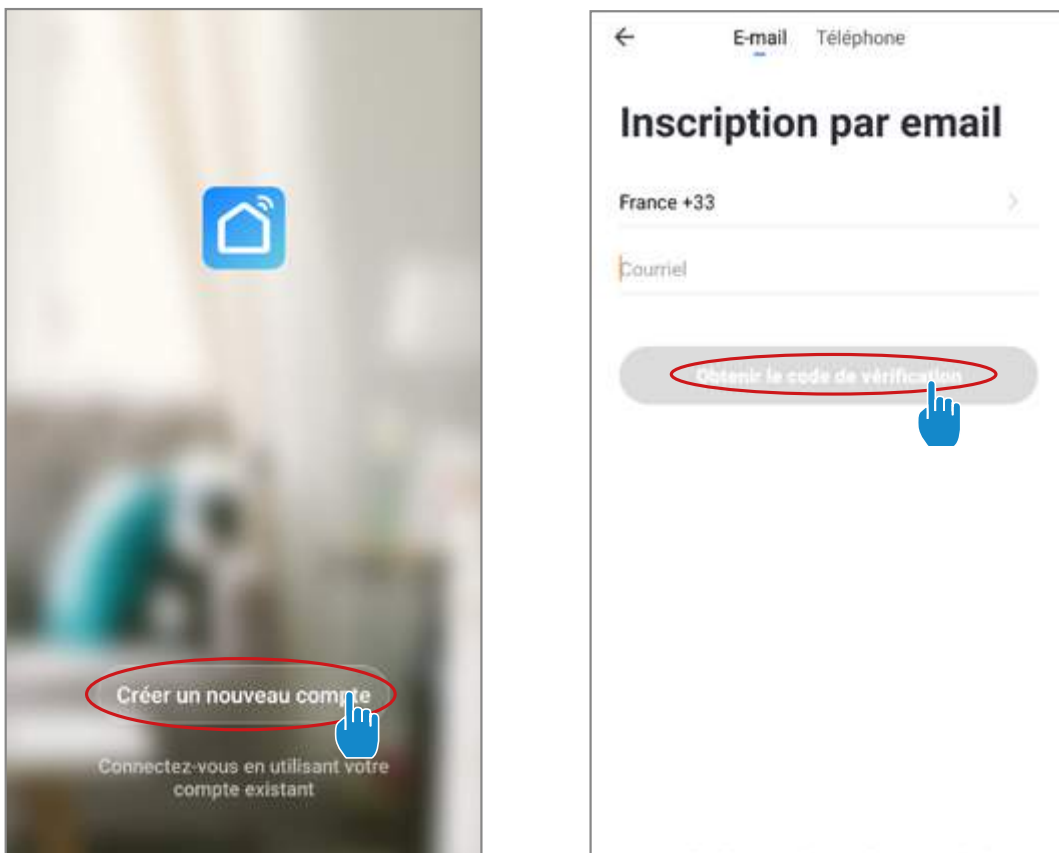 Créer un nouveau compte
Connectez-vous en utilisant votre
compte existant
E-mail Téléphone
Inscription par email
France +33
Courriel
Obtenir le code de vérification